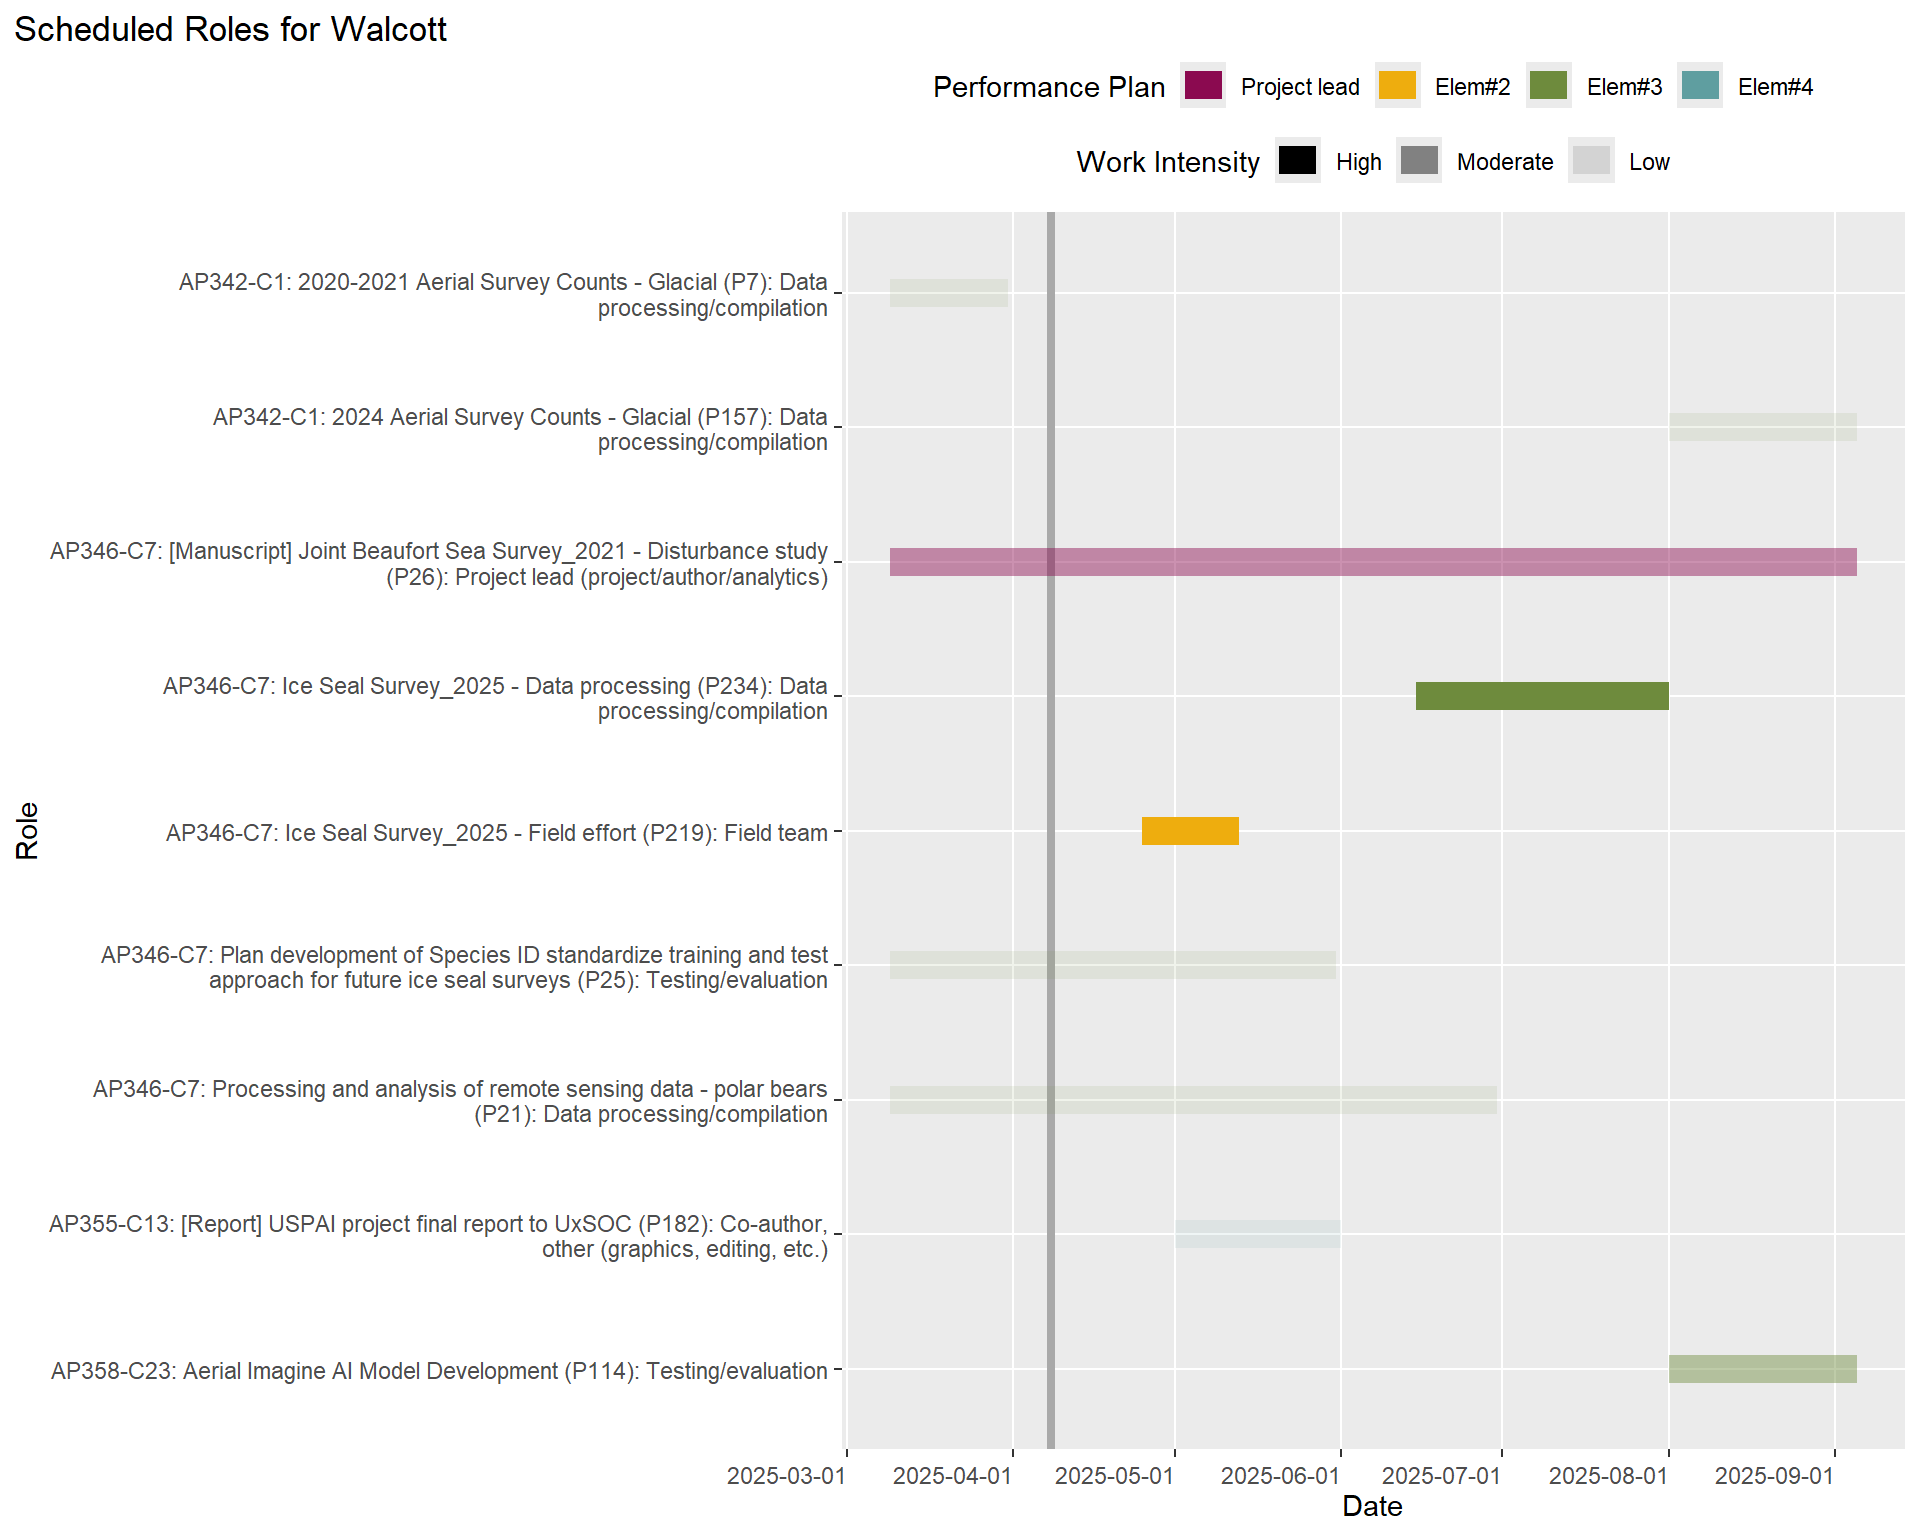 Scheduled Roles for Walcott
Performance Plan Project lead Elem#2 Elem#3 Elem#4
Work Intensity High Moderate Low
AP342-C1: 2020-2021 Aerial Survey Counts - Glacial (P7): Data
processing/compilation
AP342-C1: 2024 Aerial Survey Counts - Glacial (P157): Data
processing/compilation
AP346-C7: [Manuscript] Joint Beaufort Sea Survey_2021 - Disturbance study
(P26): Project lead (project/author/analytics)
AP346-C7: Ice Seal Survey_2025 - Data processing (P234): Data
processing/compilation
AP346-C7: Ice Seal Survey_2025 - Field effort (P219): Field team
AP346-C7: Plan development of Species ID standardize training and test
approach for future ice seal surveys (P25): Testing/evaluation
AP346-C7: Processing and analysis of remote sensing data - polar bears
(P21): Data processing/compilation
AP355-C13: [Report] USPAI project final report to UxSOC (P182): Co-author,
other (graphics, editing, etc.)
AP358-C23: Aerial Imagine AI Model Development (P114): Testing/evaluation
Role
2025-03-01 2025-04-01 2025-05-01 2025-06-01 2025-07-01 2025-08-01 2025-09-01
Date